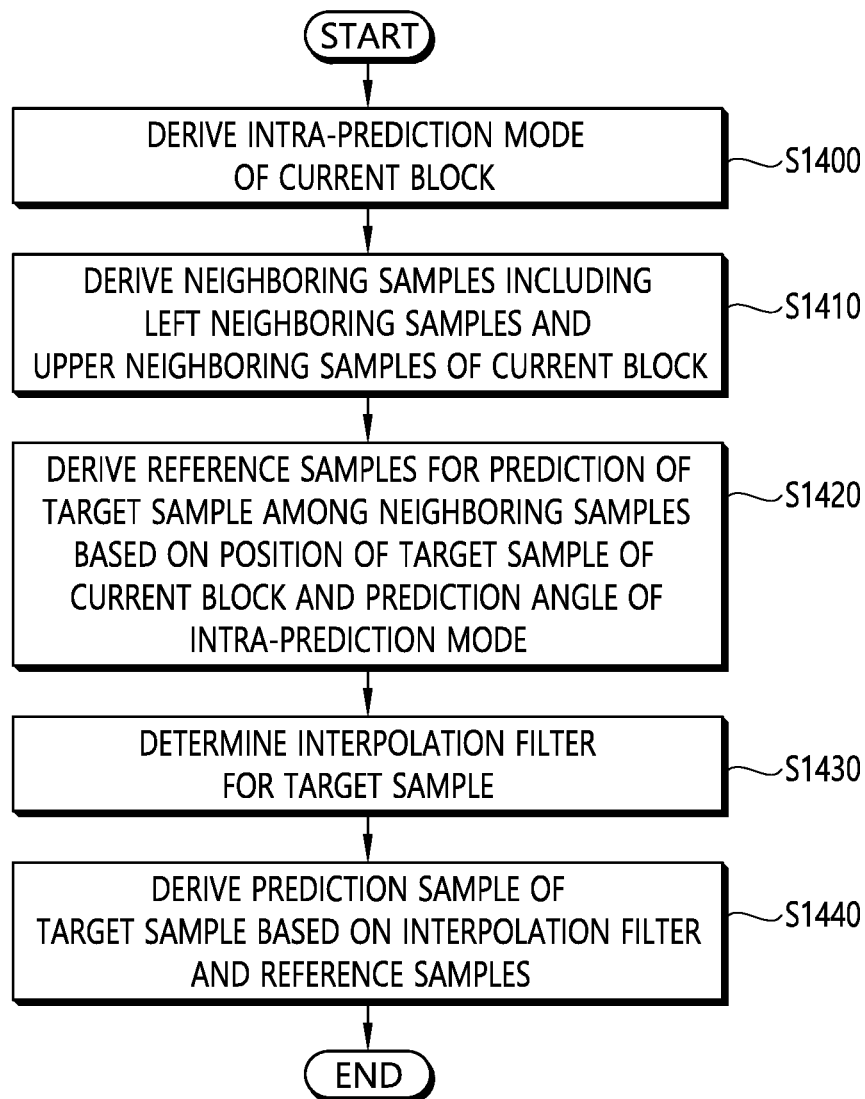 START
DERIVE INTRA-PREDICTION MODE
OF CURRENT BLOCK
S1400
DERIVE NEIGHBORING SAMPLES INCLUDING
LEFT NEIGHBORING SAMPLES AND
UPPER NEIGHBORING SAMPLES OF CURRENT BLOCK
S1410
DERIVE REFERENCE SAMPLES FOR PREDICTION OF
TARGET SAMPLE AMONG NEIGHBORING SAMPLES
BASED ON POSITION OF TARGET SAMPLE OF
CURRENT BLOCK AND PREDICTION ANGLE OF
INTRA-PREDICTION MODE
S1420
DETERMINE INTERPOLATION FILTER
FOR TARGET SAMPLE
S1430
DERIVE PREDICTION SAMPLE OF
TARGET SAMPLE BASED ON INTERPOLATION FILTER
AND REFERENCE SAMPLES
S1440
END